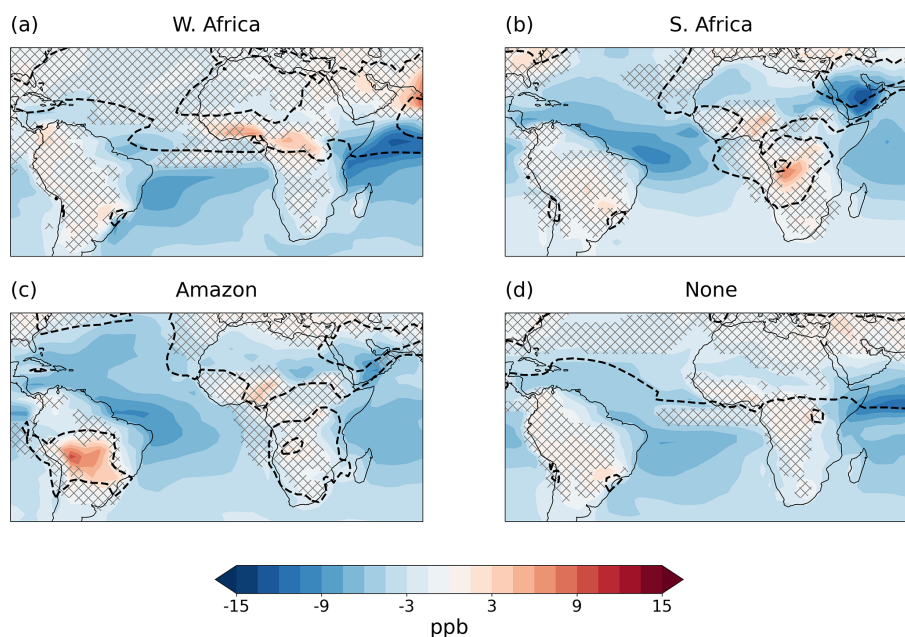 (a) W. Africa
(b) S. Africa
(c) Amazon
(d) None
-15 -9 -3 3 9 15
ppb